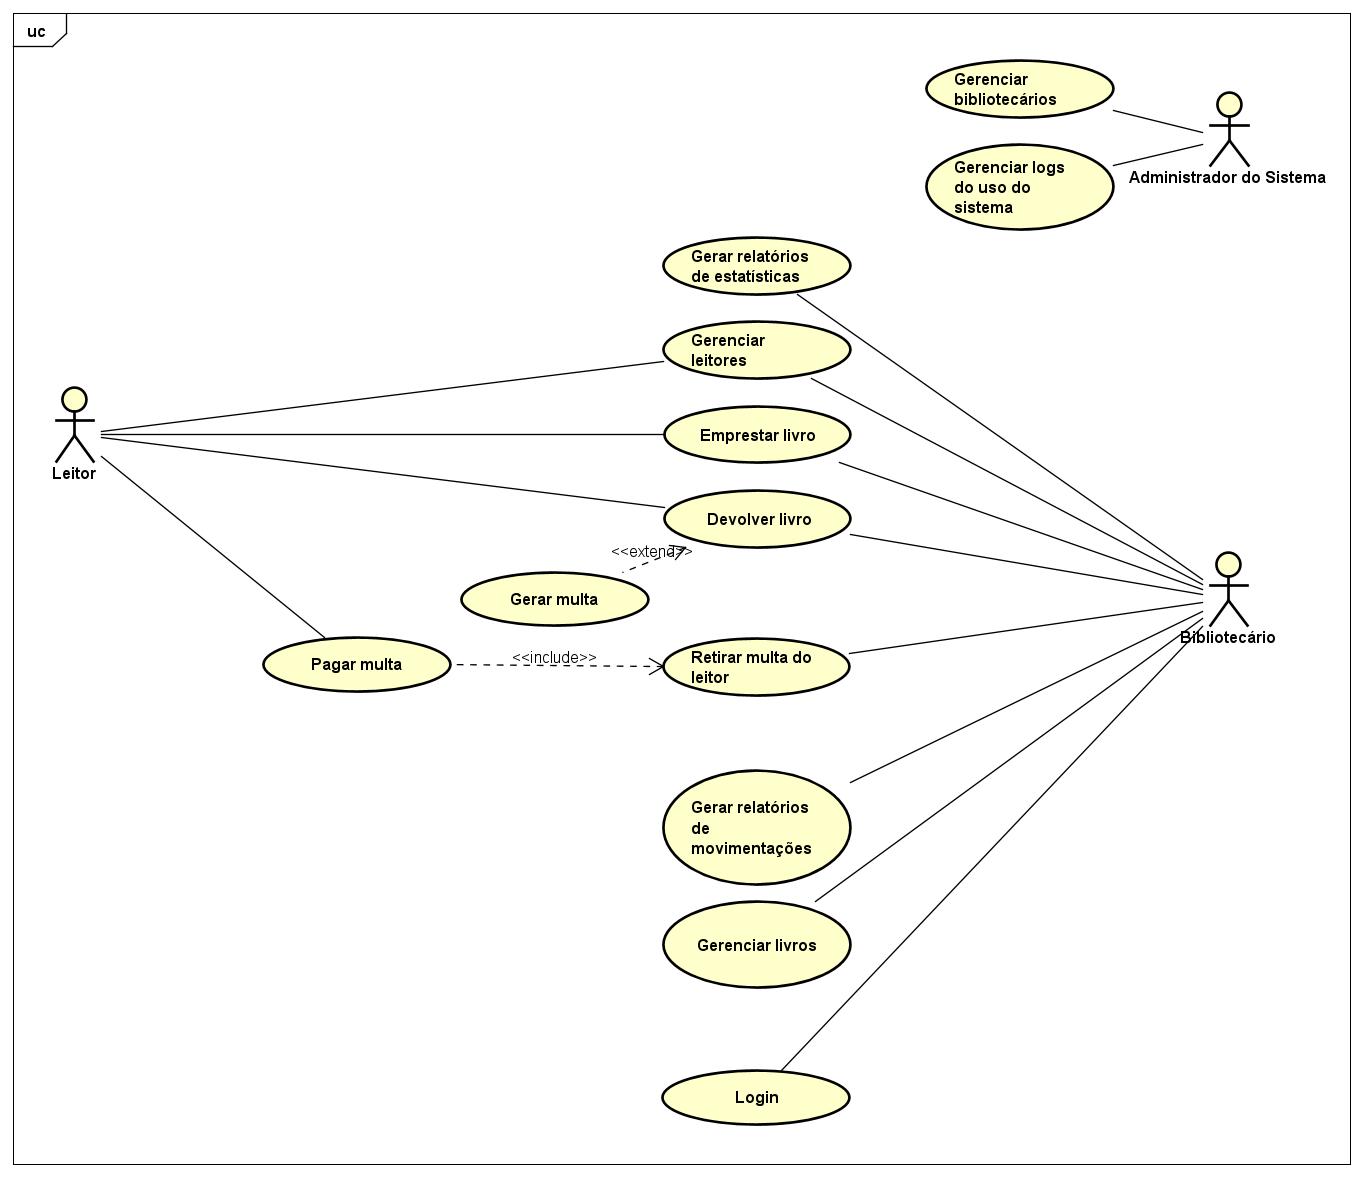 uc
Gerenciar
bibliotecários
Gerenciar logs
do uso do
sistema
Administrador do Sistema
Gerar relatórios
de estatísticas
Gerenciar
leitores
Emprestar livro
Leitor
Devolver livro
<<extend>>
Gerar multa
Pagar multa
<<include>>
Retirar multa do
leitor
Bibliotecário
Gerar relatórios
de
movimentações
Gerenciar livros
Login